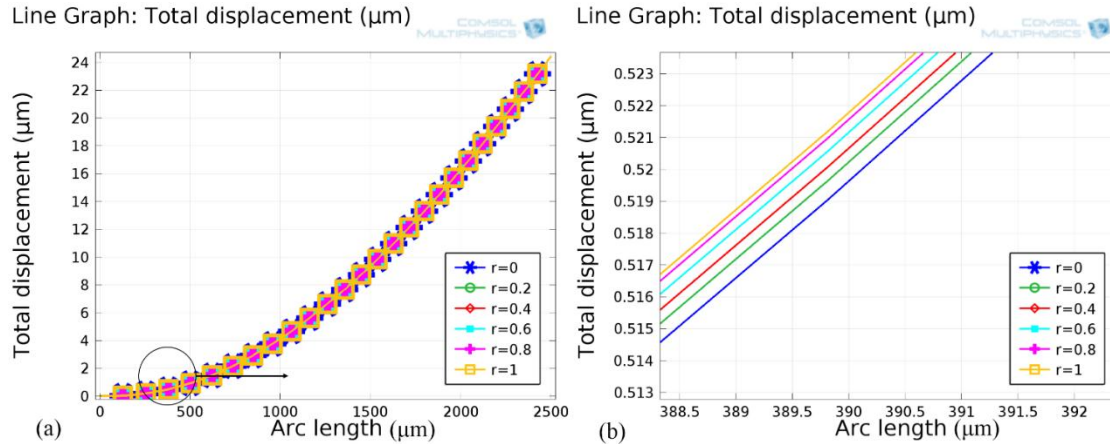 Line Graph: Total displacement (µm)
COMSOL
MULTIPHYSICS
Total displacement (µm)
24
22
20
18
16
14
12
10
8
6
4
2
0
r=0
r=0.2
r=0.4
r=0.6
r=0.8
r=1
0 500 1000 1500 2000 2500
(a)
Arc length (µm)
Line Graph: Total displacement (µm)
COMSOL
MULTIPHYSICS
Total displacement (µm)
0.523
0.522
0.521
0.52
0.519
0.518
0.517
0.516
0.515
0.514
0.513
r=0
r=0.2
r=0.4
r=0.6
r=0.8
r=1
388.5 389 389.5 390 390.5 391 391.5 392
(b)
Arc length (µm)